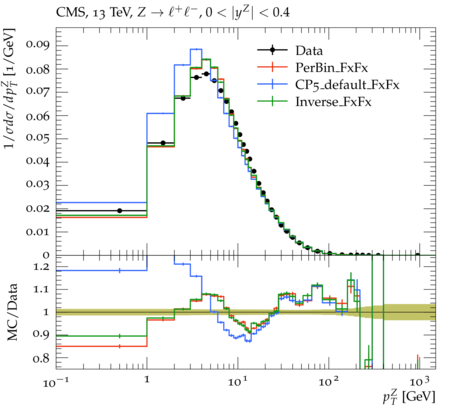 CMS, 13 TeV, Z → ℓ⁺ℓ⁻, 0 < |y^Z| < 0.4
1/σdσ/dp_T^Z [1/GeV]
0.09
0.08
0.07
0.06
0.05
0.04
0.03
0.02
0.01
0
Data
PerBin_FxFx
CP5_default_FxFx
Inverse_FxFx
MC/Data
1.2
1.1
1
0.9
0.8
10⁻¹ 1 10¹ 10² 10³
p_T^Z [GeV]